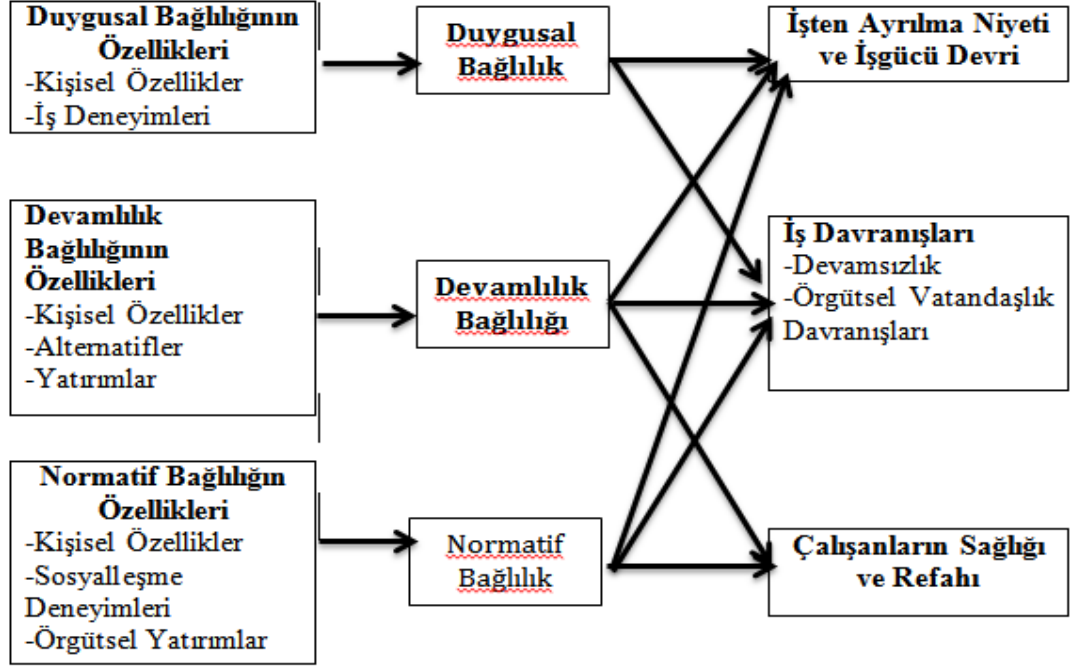 Duygusal Bağlılığının
Özellikleri
-Kişisel Özellikler
-İş Deneyimleri
Duygusal
Bağlılık
İşten Ayrılma Niyeti
ve İşgücü Devri
Devamlılık
Bağlılığının
Özellikleri
-Kişisel Özellikler
-Alternatifler
-Yatırımlar
Devamlılık
Bağlılığı
İş Davranışları
-Devamsızlık
-Örgütsel Vatandaşlık
Davranışları
Normatif Bağlılığın
Özellikleri
-Kişisel Özellikler
-Sosyalleşme
Deneyimleri
-Örgütsel Yatırımlar
Normatif
Bağlılık
Çalışanların Sağlığı
ve Refahı